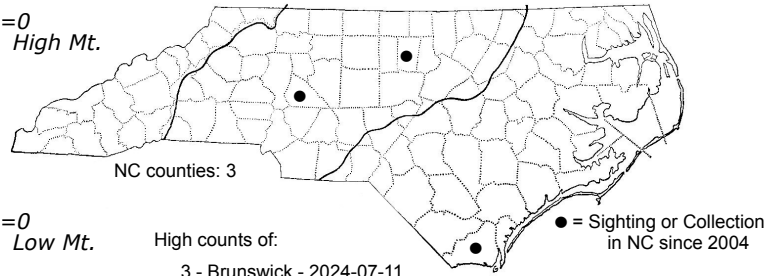 =0
High Mt.
NC counties: 3
=0
Low Mt.
High counts of:
3 - Brunswick - 2024-07-11
● = Sighting or Collection
in NC since 2004